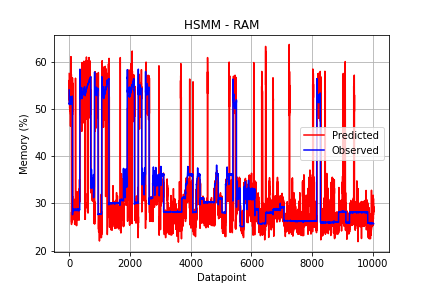 HSMM - RAM
Memory (%)
60
50
40
30
20
Predicted
Observed
0
2000
4000
6000
8000
10000
Datapoint